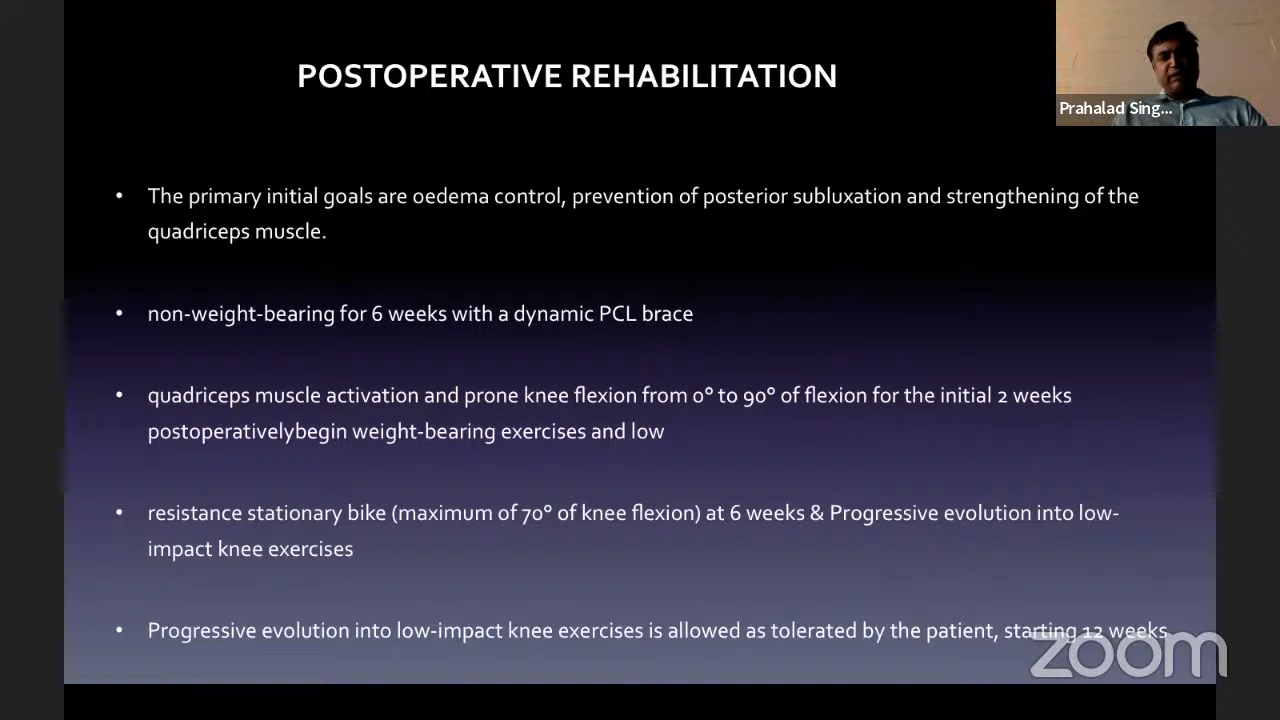 POSTOPERATIVE REHABILITATION
Prahalad Sing...
• The primary initial goals are oedema control, prevention of posterior subluxation and strengthening of the
quadriceps muscle.
• non-weight-bearing for 6 weeks with a dynamic PCL brace
• quadriceps muscle activation and prone knee flexion from 0° to 90° of flexion for the initial 2 weeks
postoperativelybegin weight-bearing exercises and low
• resistance stationary bike (maximum of 70° of knee flexion) at 6 weeks & Progressive evolution into low-
impact knee exercises
• Progressive evolution into low-impact knee exercises is allowed as tolerated by the patient, starting 12 weeks
zoom